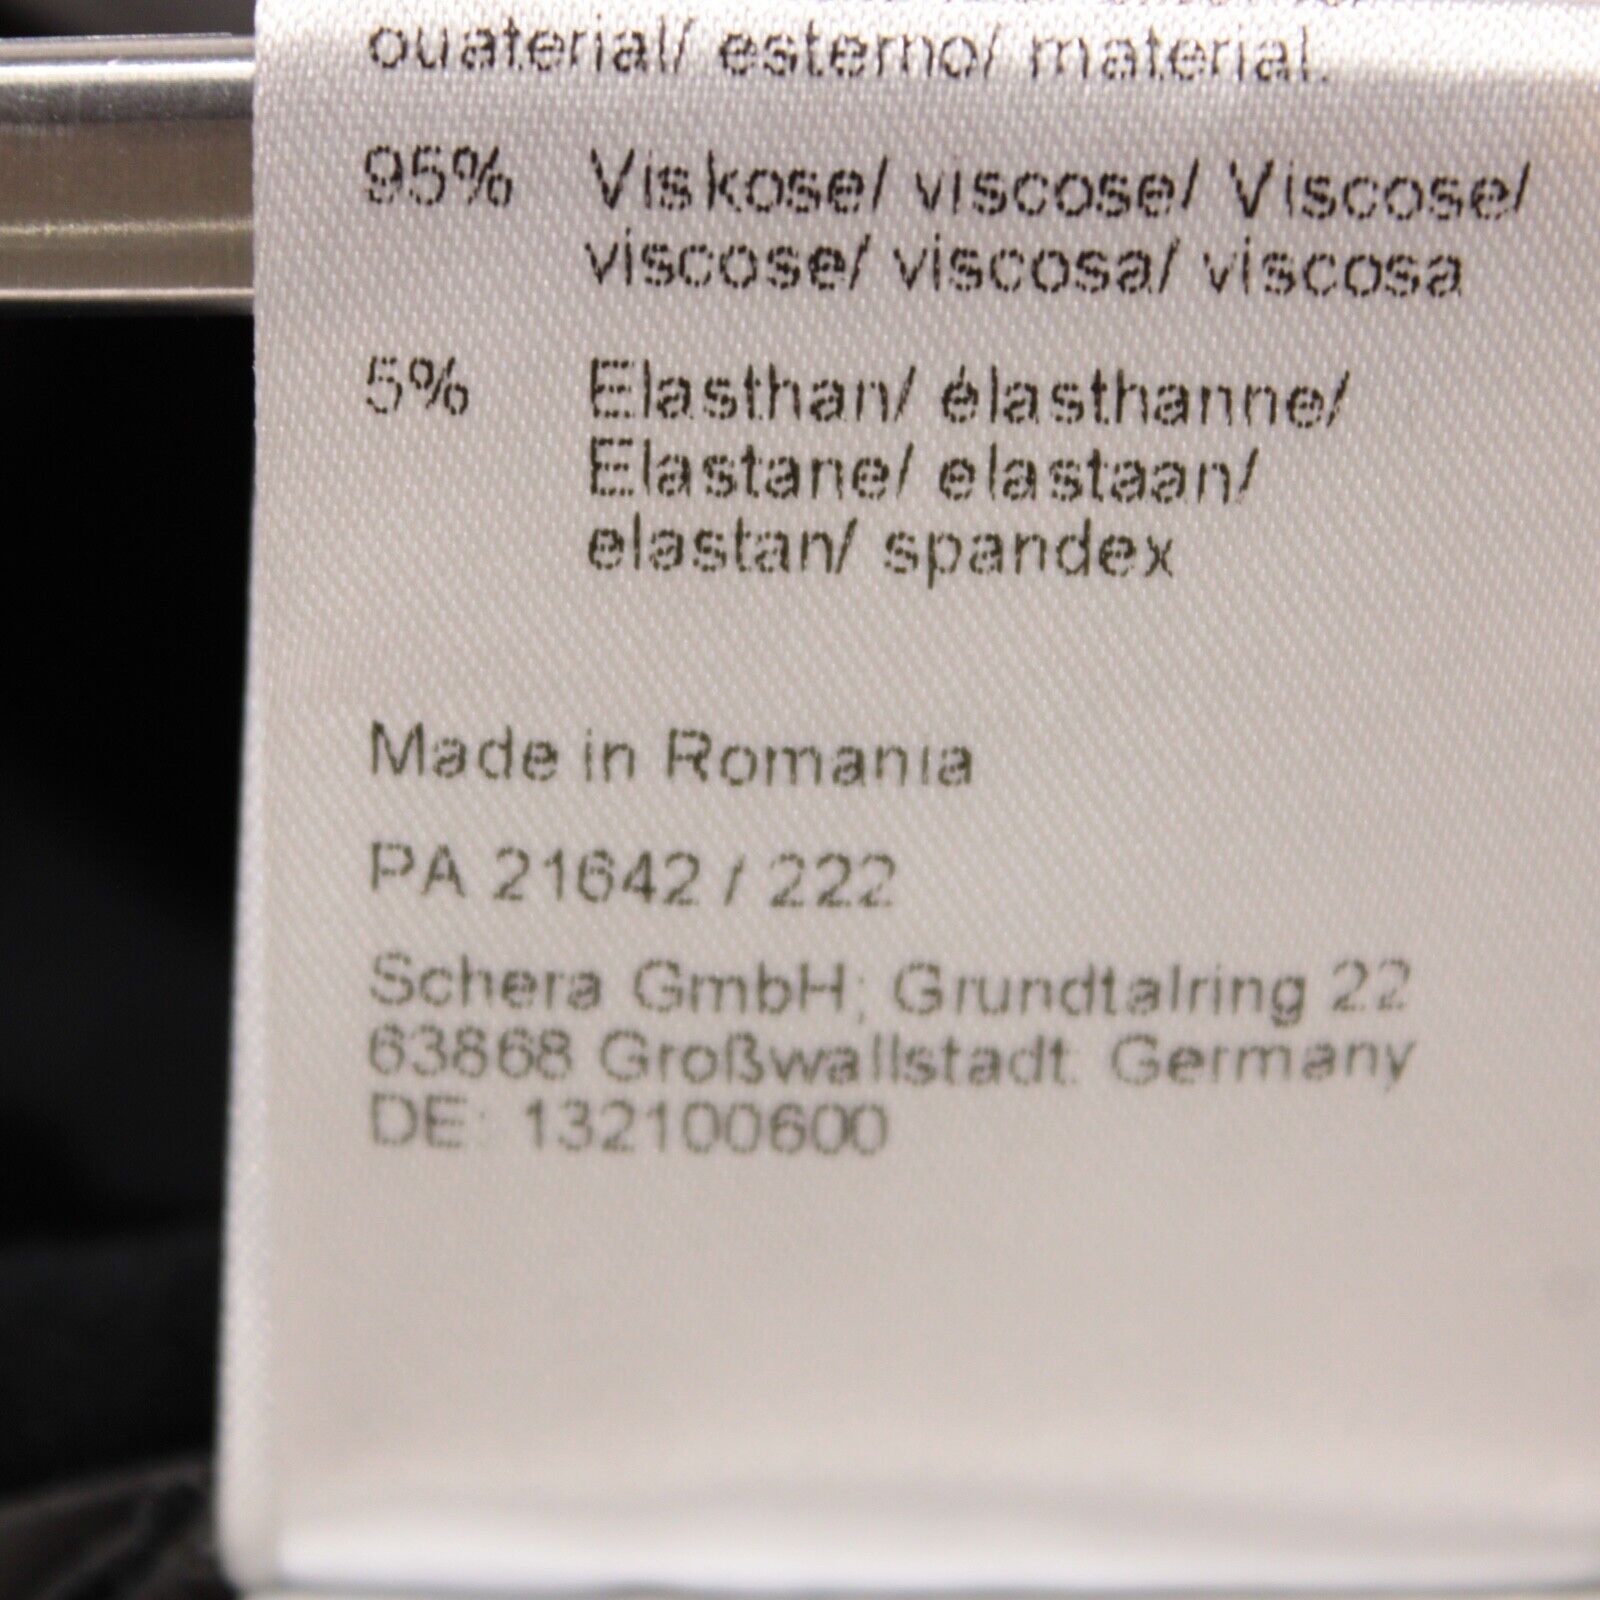 ouaterial/ esterno/ material.
95% Viskose/ viscose/ Viscose/
viscose/ viscosa/ viscosa
5% Elasthan/ élasthanne/
Elastane/ elastaan/
elastan/ spandex
Made in Romania
PA 21642 / 222
Schera GmbH; Grundtalring 22
63868 Großwallstadt. Germany
DE: 132100600